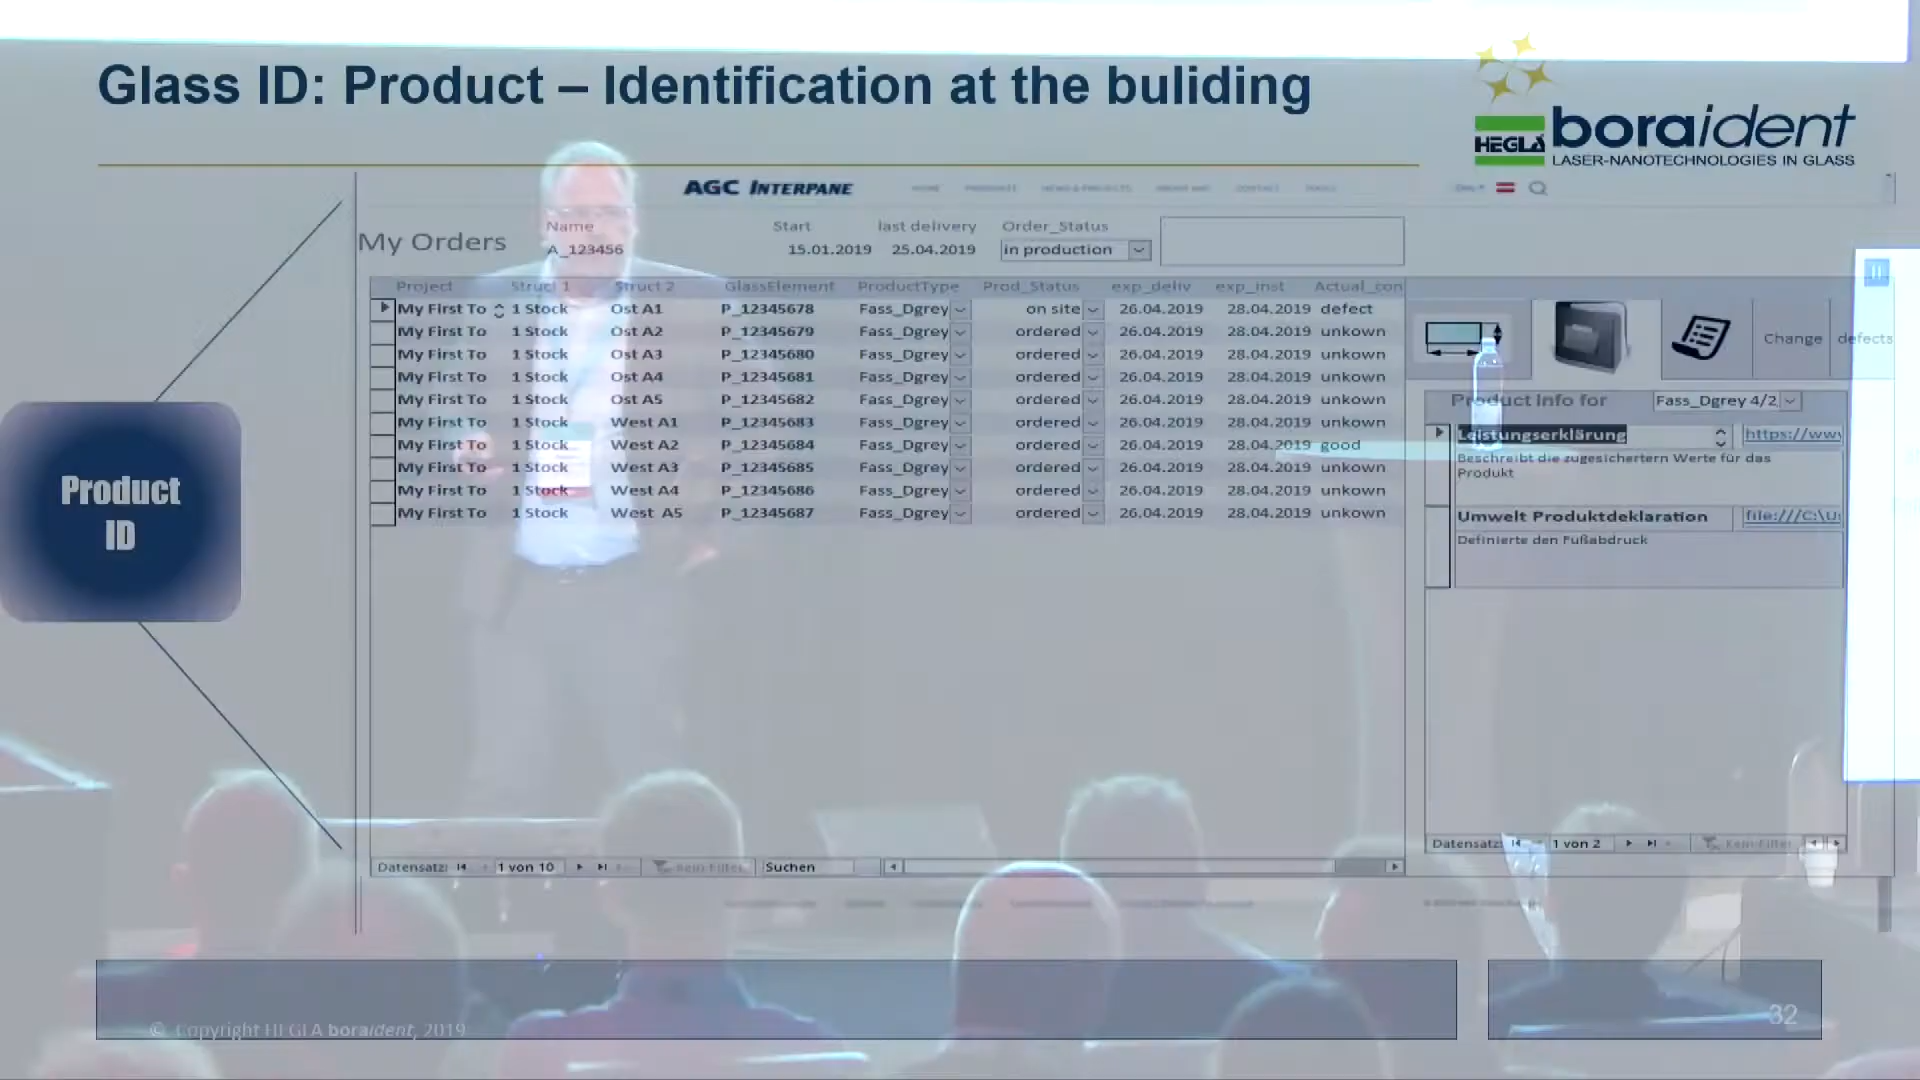 Glass ID: Product – Identification at the buliding
HEGLA boraident
LASER-NANOTECHNOLOGIES IN GLASS
AGC INTERPANE
My Orders
Name Start last delivery Order_Status
A_123456 15.01.2019 25.04.2019 in production
Project Struct 1 Struct 2 GlassElement ProductType Prod_Status exp_deliv exp_inst Actual_con
My First To 1 Stock Ost A1 P_12345678 Fass_Dgrey on site 26.04.2019 28.04.2019 defect
My First To 1 Stock Ost A2 P_12345679 Fass_Dgrey ordered 26.04.2019 28.04.2019 unkown
My First To 1 Stock Ost A3 P_12345680 Fass_Dgrey ordered 26.04.2019 28.04.2019 unkown
My First To 1 Stock Ost A4 P_12345681 Fass_Dgrey ordered 26.04.2019 28.04.2019 unkown
My First To 1 Stock Ost A5 P_12345682 Fass_Dgrey ordered 26.04.2019 28.04.2019 unkown
My First To 1 Stock West A1 P_12345683 Fass_Dgrey ordered 26.04.2019 28.04.2019 unkown
My First To 1 Stock West A2 P_12345684 Fass_Dgrey ordered 26.04.2019 28.04.2019 good
My First To 1 Stock West A3 P_12345685 Fass_Dgrey ordered 26.04.2019 28.04.2019 unkown
My First To 1 Stock West A4 P_12345686 Fass_Dgrey ordered 26.04.2019 28.04.2019 unkown
My First To 1 Stock West A5 P_12345687 Fass_Dgrey ordered 26.04.2019 28.04.2019 unkown
Change defects
Product Info for Fass_Dgrey 4/2
Leistungserklärung https://www
Beschreibt die zugesichertern Werte für das
Produkt
Umwelt Produktdeklaration file:///C:\U
Definierte den Fußabdruck
Product
ID
Datensatz: 1 von 2 Kein Filter
Datensatz: 1 von 10 Kein Filter Suchen
© Copyright HEGLA boraident, 2019
32